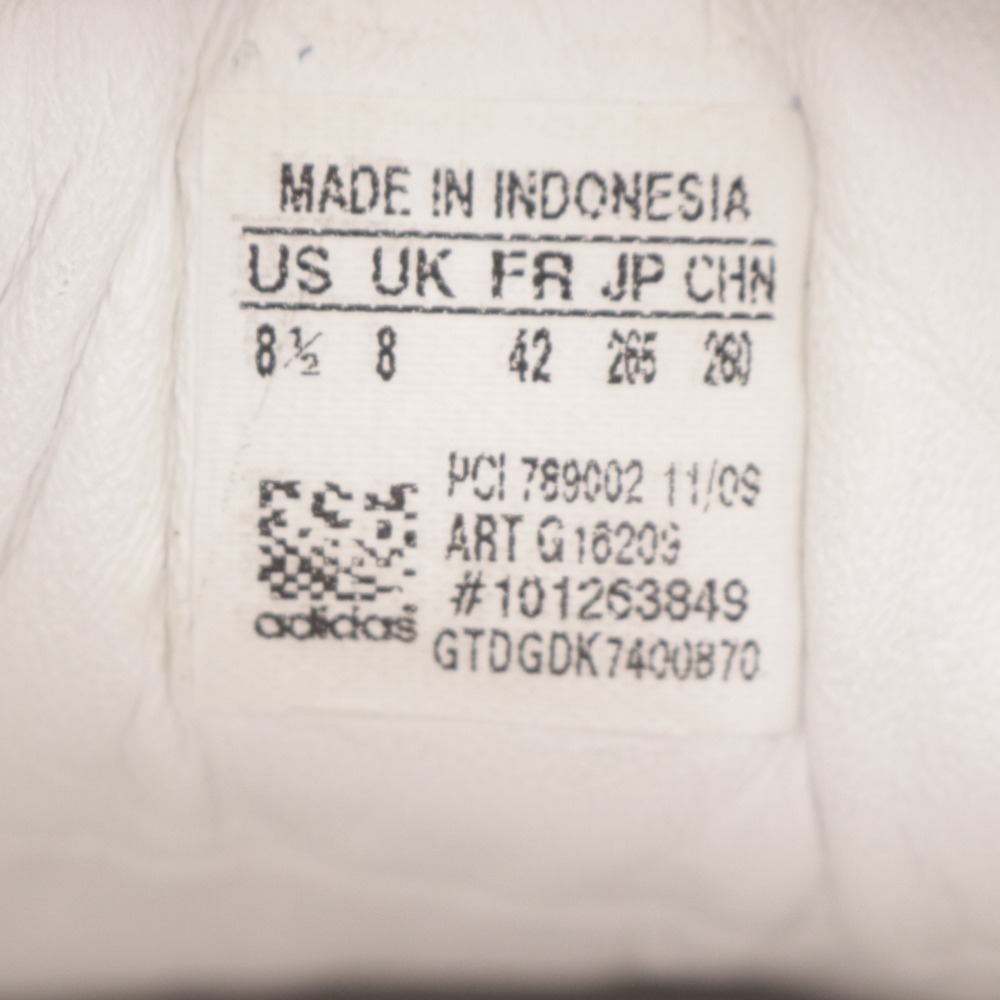 MADE IN INDONESIA
US UK FR JP CHN
8½ 8 42 265 260
PCI 789002 11/09
ART G16209
#101263849
adidas
GTDGDK7400870